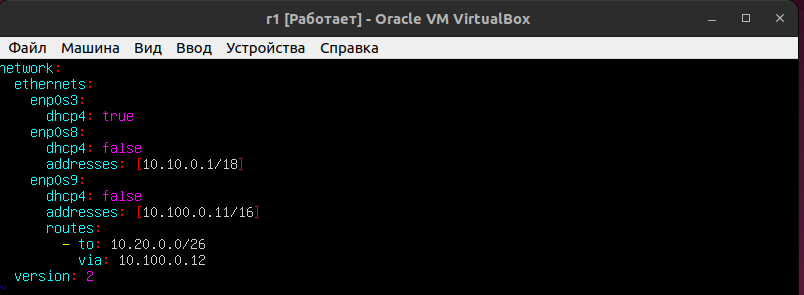 r1 [Работает] - Oracle VM VirtualBox
Файл Машина Вид Ввод Устройства Справка
network:
  ethernets:
    enp0s3:
      dhcp4: true
    enp0s8:
      dhcp4: false
      addresses: [10.10.0.1/18]
    enp0s9:
      dhcp4: false
      addresses: [10.100.0.11/16]
      routes:
        - to: 10.20.0.0/26
          via: 10.100.0.12
  version: 2
~